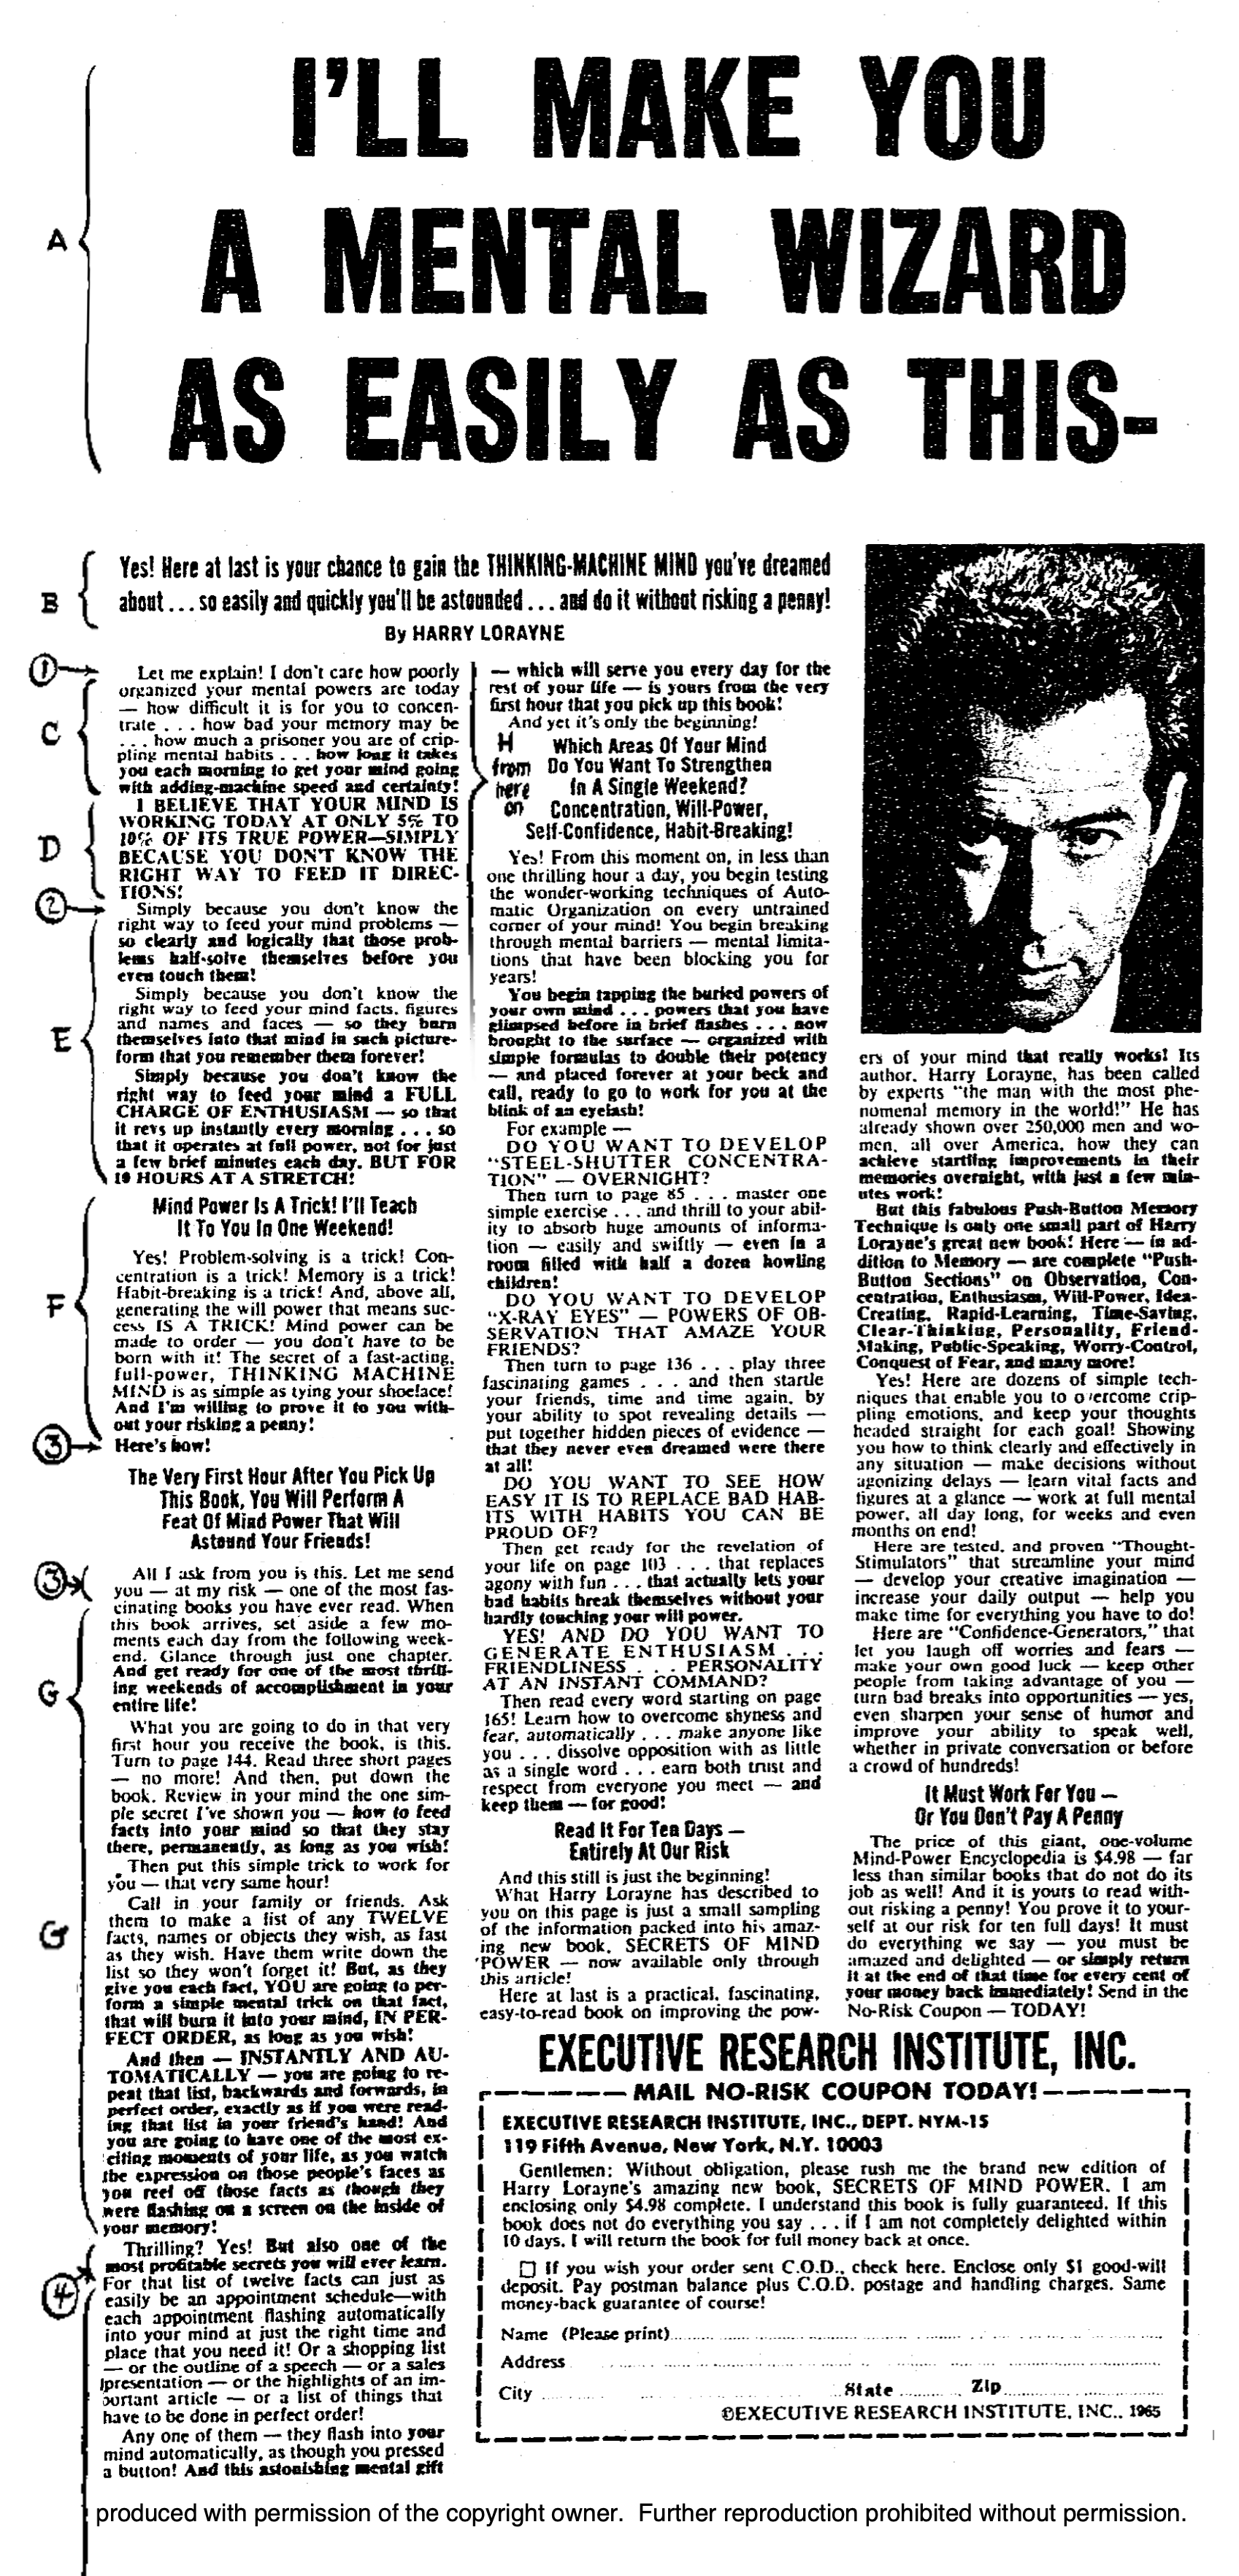 I'LL MAKE YOU
A MENTAL WIZARD
AS EASILY AS THIS-
A
B
Yes! Here at last is your chance to gain the THINKING-MACHINE MIND you've dreamed
about . . . so easily and quickly you'll be astounded . . . and do it without risking a penny!
By HARRY LORAYNE
1
C
D
2
E
F
3
3
G
G
4
Let me explain! I don't care how poorly
organized your mental powers are today
— how difficult it is for you to concen-
trate . . . how bad your memory may be
. . . how much a prisoner you are of crip-
pling mental habits . . . how long it takes
you each morning to get your mind going
with adding-machine speed and certainty!
I BELIEVE THAT YOUR MIND IS
WORKING TODAY AT ONLY 5% TO
10% OF ITS TRUE POWER—SIMPLY
BECAUSE YOU DON'T KNOW THE
RIGHT WAY TO FEED IT DIREC-
TIONS!
Simply because you don't know the
right way to feed your mind problems —
so clearly and logically that those prob-
lems half-solve themselves before you
even touch them!
Simply because you don't know the
right way to feed your mind facts, figures
and names and faces — so they burn
themselves into that mind in such picture-
form that you remember them forever!
Simply because you don't know the
right way to feed your mind a FULL
CHARGE OF ENTHUSIASM — so that
it revs up instantly every morning . . . so
that it operates at full power, not for just
a few brief minutes each day, BUT FOR
10 HOURS AT A STRETCH!
Mind Power Is A Trick! I'll Teach
It To You In One Weekend!
Yes! Problem-solving is a trick! Con-
centration is a trick! Memory is a trick!
Habit-breaking is a trick! And, above all,
generating the will power that means suc-
cess IS A TRICK! Mind power can be
made to order — you don't have to be
born with it! The secret of a fast-acting,
full-power, THINKING MACHINE
MIND is as simple as tying your shoelace!
And I'm willing to prove it to you with-
out your risking a penny!
Here's how!
The Very First Hour After You Pick Up
This Book, You Will Perform A
Feat Of Mind Power That Will
Astound Your Friends!
All I ask from you is this. Let me send
you — at my risk — one of the most fas-
cinating books you have ever read. When
this book arrives, set aside a few mo-
ments each day from the following week-
end. Glance through just one chapter.
And get ready for one of the most thrill-
ing weekends of accomplishment in your
entire life!
What you are going to do in that very
first hour you receive the book, is this.
Turn to page 144. Read three short pages
— no more! And then, put down the
book. Review in your mind the one sim-
ple secret I've shown you — how to feed
facts into your mind so that they stay
there, permanently, as long as you wish!
Then put this simple trick to work for
you — that very same hour!
Call in your family or friends. Ask
them to make a list of any TWELVE
facts, names or objects they wish, as fast
as they wish. Have them write down the
list so they won't forget it! But, as they
give you each fact, YOU are going to per-
form a simple mental trick on that fact,
that will burn it into your mind, IN PER-
FECT ORDER, as long as you wish!
And then — INSTANTLY AND AU-
TOMATICALLY — you are going to re-
peat that list, backwards and forwards, in
perfect order, exactly as if you were read-
ing that list in your friend's hand! And
you are going to have one of the most ex-
citing moments of your life, as you watch
the expression on those people's faces as
you reel off those facts as though they
were flashing on a screen on the inside of
your memory!
Thrilling? Yes! But also one of the
most profitable secrets you will ever learn.
For that list of twelve facts can just as
easily be an appointment schedule—with
each appointment flashing automatically
into your mind at just the right time and
place that you need it! Or a shopping list
— or the outline of a speech — or a sales
presentation — or the highlights of an im-
portant article — or a list of things that
have to be done in perfect order!
Any one of them — they flash into your
mind automatically, as though you pressed
a button! And this astonishing mental gift
— which will serve you every day for the
rest of your life — is yours from the very
first hour that you pick up this book!
And yet it's only the beginning!
H
from
here
on
Which Areas Of Your Mind
Do You Want To Strengthen
In A Single Weekend?
Concentration, Will-Power,
Self-Confidence, Habit-Breaking!
Yes! From this moment on, in less than
one thrilling hour a day, you begin testing
the wonder-working techniques of Auto-
matic Organization on every untrained
corner of your mind! You begin breaking
through mental barriers — mental limita-
tions that have been blocking you for
years!
You begin tapping the buried powers of
your own mind . . . powers that you have
glimpsed before in brief flashes . . . now
brought to the surface — organized with
simple formulas to double their potency
— and placed forever at your beck and
call, ready to go to work for you at the
blink of an eyelash!
For example —
DO YOU WANT TO DEVELOP
"STEEL-SHUTTER CONCENTRA-
TION" — OVERNIGHT?
Then turn to page 85 . . . master one
simple exercise . . . and thrill to your abil-
ity to absorb huge amounts of informa-
tion — easily and swiftly — even in a
room filled with half a dozen howling
children!
DO YOU WANT TO DEVELOP
"X-RAY EYES" — POWERS OF OB-
SERVATION THAT AMAZE YOUR
FRIENDS?
Then turn to page 136 . . . play three
fascinating games . . . and then startle
your friends, time and time again, by
your ability to spot revealing details —
put together hidden pieces of evidence —
that they never even dreamed were there
at all!
DO YOU WANT TO SEE HOW
EASY IT IS TO REPLACE BAD HAB-
ITS WITH HABITS YOU CAN BE
PROUD OF?
Then get ready for the revelation of
your life on page 103 . . . that replaces
agony with fun . . . that actually lets your
bad habits break themselves without your
hardly touching your will power.
YES! AND DO YOU WANT TO
GENERATE ENTHUSIASM . . .
FRIENDLINESS . . . PERSONALITY
AT AN INSTANT COMMAND?
Then read every word starting on page
165! Learn how to overcome shyness and
fear, automatically . . . make anyone like
you . . . dissolve opposition with as little
as a single word . . . earn both trust and
respect from everyone you meet — and
keep them — for good!
Read It For Ten Days —
Entirely At Our Risk
And this still is just the beginning!
What Harry Lorayne has described to
you on this page is just a small sampling
of the information packed into his amaz-
ing new book, SECRETS OF MIND
POWER — now available only through
this article!
Here at last is a practical, fascinating,
easy-to-read book on improving the pow-
ers of your mind that really works! Its
author, Harry Lorayne, has been called
by experts "the man with the most phe-
nomenal memory in the world!" He has
already shown over 250,000 men and wo-
men, all over America, how they can
achieve startling improvements in their
memories overnight, with just a few min-
utes work!
But this fabulous Push-Button Memory
Technique is only one small part of Harry
Lorayne's great new book! Here — in ad-
dition to Memory — are complete "Push-
Button Sections" on Observation, Con-
centration, Enthusiasm, Will-Power, Idea-
Creating, Rapid-Learning, Time-Saving,
Clear-Thinking, Personality, Friend-
Making, Public-Speaking, Worry-Control,
Conquest of Fear, and many more!
Yes! Here are dozens of simple tech-
niques that enable you to overcome crip-
pling emotions, and keep your thoughts
headed straight for each goal! Showing
you how to think clearly and effectively in
any situation — make decisions without
agonizing delays — learn vital facts and
figures at a glance — work at full mental
power, all day long, for weeks and even
months on end!
Here are tested, and proven "Thought-
Stimulators" that streamline your mind
— develop your creative imagination —
increase your daily output — help you
make time for everything you have to do!
Here are "Confidence-Generators," that
let you laugh off worries and fears —
make your own good luck — keep other
people from taking advantage of you —
turn bad breaks into opportunities — yes,
even sharpen your sense of humor and
improve your ability to speak well,
whether in private conversation or before
a crowd of hundreds!
It Must Work For You —
Or You Don't Pay A Penny
The price of this giant, one-volume
Mind-Power Encyclopedia is $4.98 — far
less than similar books that do not do its
job as well! And it is yours to read with-
out risking a penny! You prove it to your-
self at our risk for ten full days! It must
do everything we say — you must be
amazed and delighted — or simply return
it at the end of that time for every cent of
your money back immediately! Send in the
No-Risk Coupon — TODAY!
EXECUTIVE RESEARCH INSTITUTE, INC.
MAIL NO-RISK COUPON TODAY!
EXECUTIVE RESEARCH INSTITUTE, INC., DEPT. NYM-15
119 Fifth Avenue, New York, N.Y. 10003
Gentlemen: Without obligation, please rush me the brand new edition of
Harry Lorayne's amazing new book, SECRETS OF MIND POWER. I am
enclosing only $4.98 complete. I understand this book is fully guaranteed. If this
book does not do everything you say . . . if I am not completely delighted within
10 days, I will return the book for full money back at once.
☐ If you wish your order sent C.O.D., check here. Enclose only $1 good-will
deposit. Pay postman balance plus C.O.D. postage and handling charges. Same
money-back guarantee of course!
Name (Please print)
Address
City State Zip
©EXECUTIVE RESEARCH INSTITUTE, INC., 1965
produced with permission of the copyright owner. Further reproduction prohibited without permission.